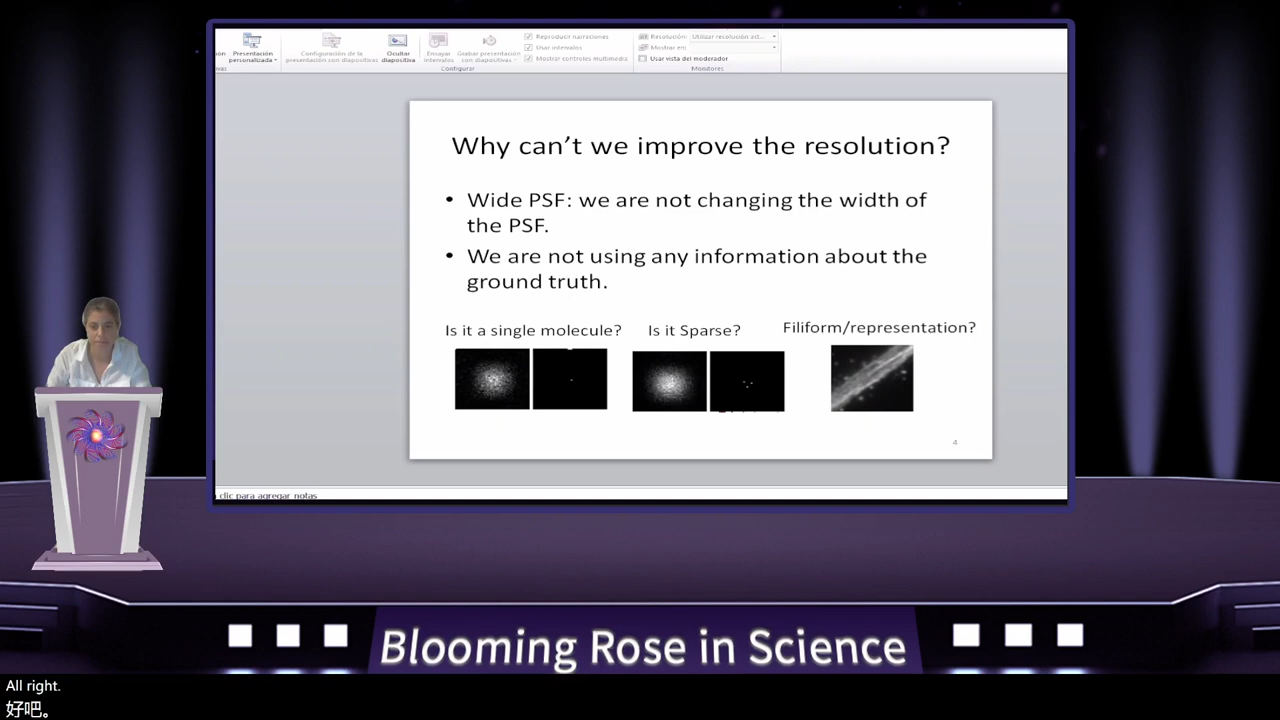 Presentación
personalizada
Configuración de la
presentación con diapositivas
Ocultar
diapositiva
Ensayar
intervalos
Grabar presentación
con diapositivas
Reproducir narraciones
Usar intervalos
Mostrar controles multimedia
Configurar
Resolución:
Utilizar resolución act...
Mostrar en:
Usar vista del moderador
Monitores
Why can't we improve the resolution?
• Wide PSF: we are not changing the width of
the PSF.
• We are not using any information about the
ground truth.
Is it a single molecule?
Is it Sparse?
Filiform/representation?
4
clic para agregar notas
Blooming Rose in Science
All right.
好吧。